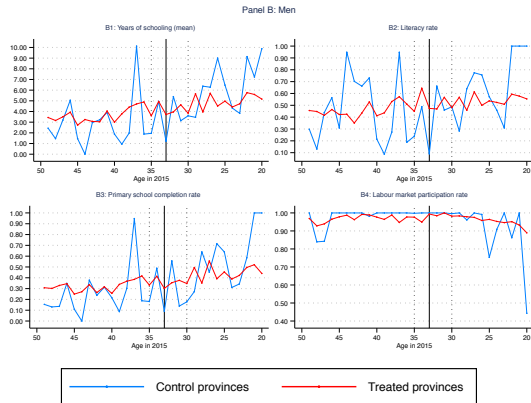 Panel B: Men
B1: Years of schooling (mean)
10.00
9.00
8.00
7.00
6.00
5.00
4.00
3.00
2.00
1.00
0.00
50 45 40 35 30 25 20
Age in 2015
B2: Literacy rate
1.00
0.90
0.80
0.70
0.60
0.50
0.40
0.30
0.20
0.10
50 45 40 35 30 25 20
Age in 2015
B3: Primary school completion rate
1.00
0.90
0.80
0.70
0.60
0.50
0.40
0.30
0.20
0.10
0.00
50 45 40 35 30 25 20
Age in 2015
B4: Labour market participation rate
1.00
0.90
0.80
0.70
0.60
0.50
0.40
50 45 40 35 30 25 20
Age in 2015
Control provinces Treated provinces